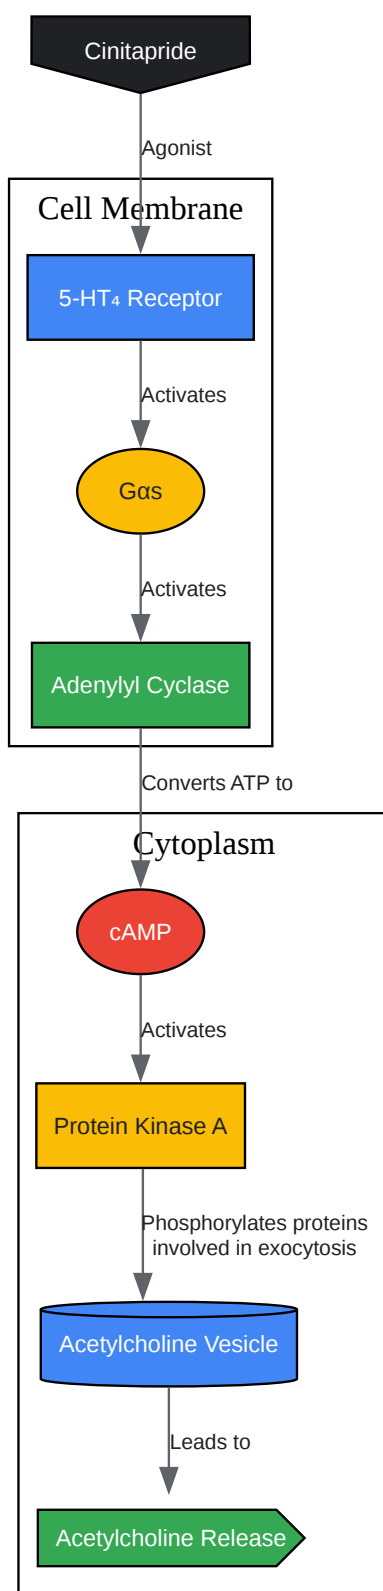 Cinitapride
Agonist
Cell Membrane
5-HT₄ Receptor
Activates
Gαs
Activates
Adenylyl Cyclase
Converts ATP to
Cytoplasm
cAMP
Activates
Protein Kinase A
Phosphorylates proteins
involved in exocytosis
Acetylcholine Vesicle
Leads to
Acetylcholine Release